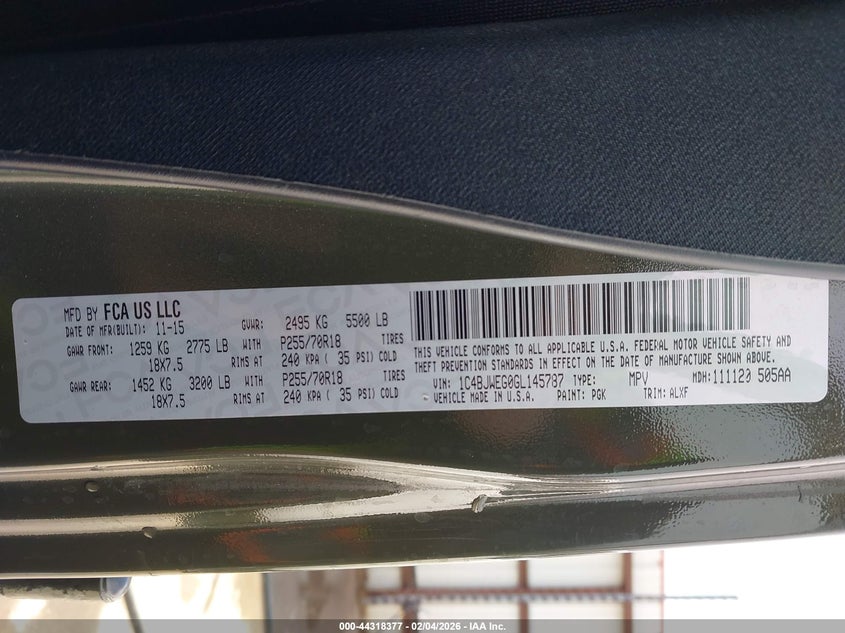 MFD BY FCA US LLC
DATE OF MFR(BUILT): 11-15 GVWR: 2495 KG 5500 LB
GAWR FRONT: 1259 KG 2775 LB WITH P255/70R18 TIRES
18X7.5 RIMS AT 240 KPA ( 35 PSI) COLD
GAWR REAR: 1452 KG 3200 LB WITH P255/70R18 TIRES
18X7.5 RIMS AT 240 KPA ( 35 PSI) COLD
THIS VEHICLE CONFORMS TO ALL APPLICABLE U.S.A. FEDERAL MOTOR VEHICLE SAFETY AND
THEFT PREVENTION STANDARDS IN EFFECT ON THE DATE OF MANUFACTURE SHOWN ABOVE.
VIN: 1C4BJWEG0GL145787 TYPE: MPV MDH: 111120 505AA
VEHICLE MADE IN U.S.A. PAINT: PGK TRIM: ALXF
000-44318377 — 02/04/2026 — IAA Inc.